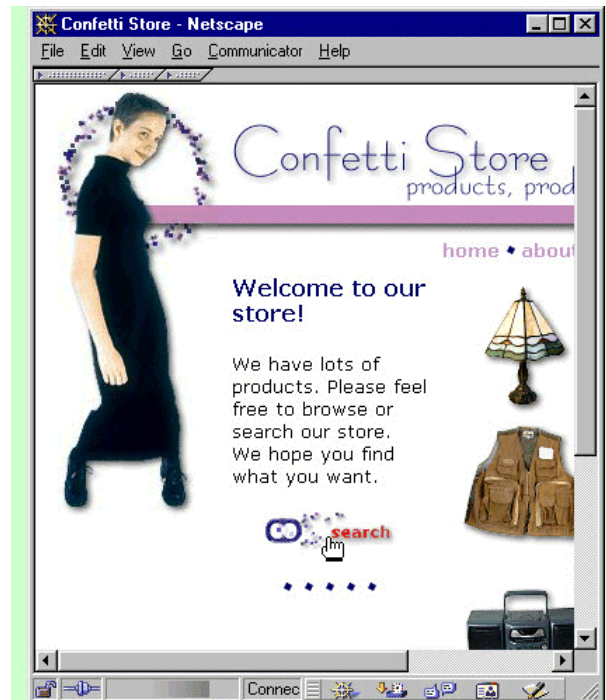 Confetti Store - Netscape
File Edit View Go Communicator Help
Confetti Store
products, prod
home • about
Welcome to our
store!
We have lots of
products. Please feel
free to browse or
search our store.
We hope you find
what you want.
search
Connec